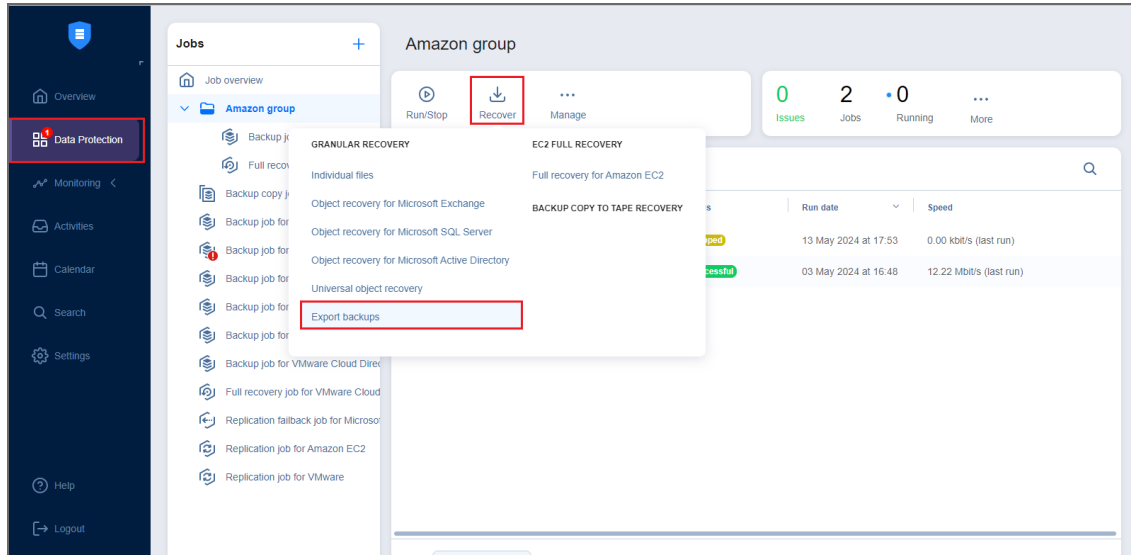 Overview
1
Data Protection
Monitoring
Activities
Calendar
Search
Settings
Help
Logout
Jobs
Job overview
Amazon group
Backup
Full
Backup copy
Backup job for
Backup job for
Backup job for
Backup job for
Backup job for
Backup job for VMware Cloud
Full recovery job for VMware Cloud
Replication failback job for
Replication job for Amazon EC2
Replication job for VMware
Amazon group
Run/Stop
Recover
Manage
0
Issues
2
Jobs
0
Running
More
GRANULAR RECOVERY
Individual files
Object recovery for Microsoft Exchange
Object recovery for Microsoft SQL Server
Object recovery for Microsoft Active Directory
Universal object recovery
Export backups
EC2 FULL RECOVERY
Full recovery for Amazon EC2
BACKUP COPY TO TAPE RECOVERY
Run date
Speed
13 May 2024 at 17:53
0.00 kbit/s (last run)
03 May 2024 at 16:48
12.22 Mbit/s (last run)